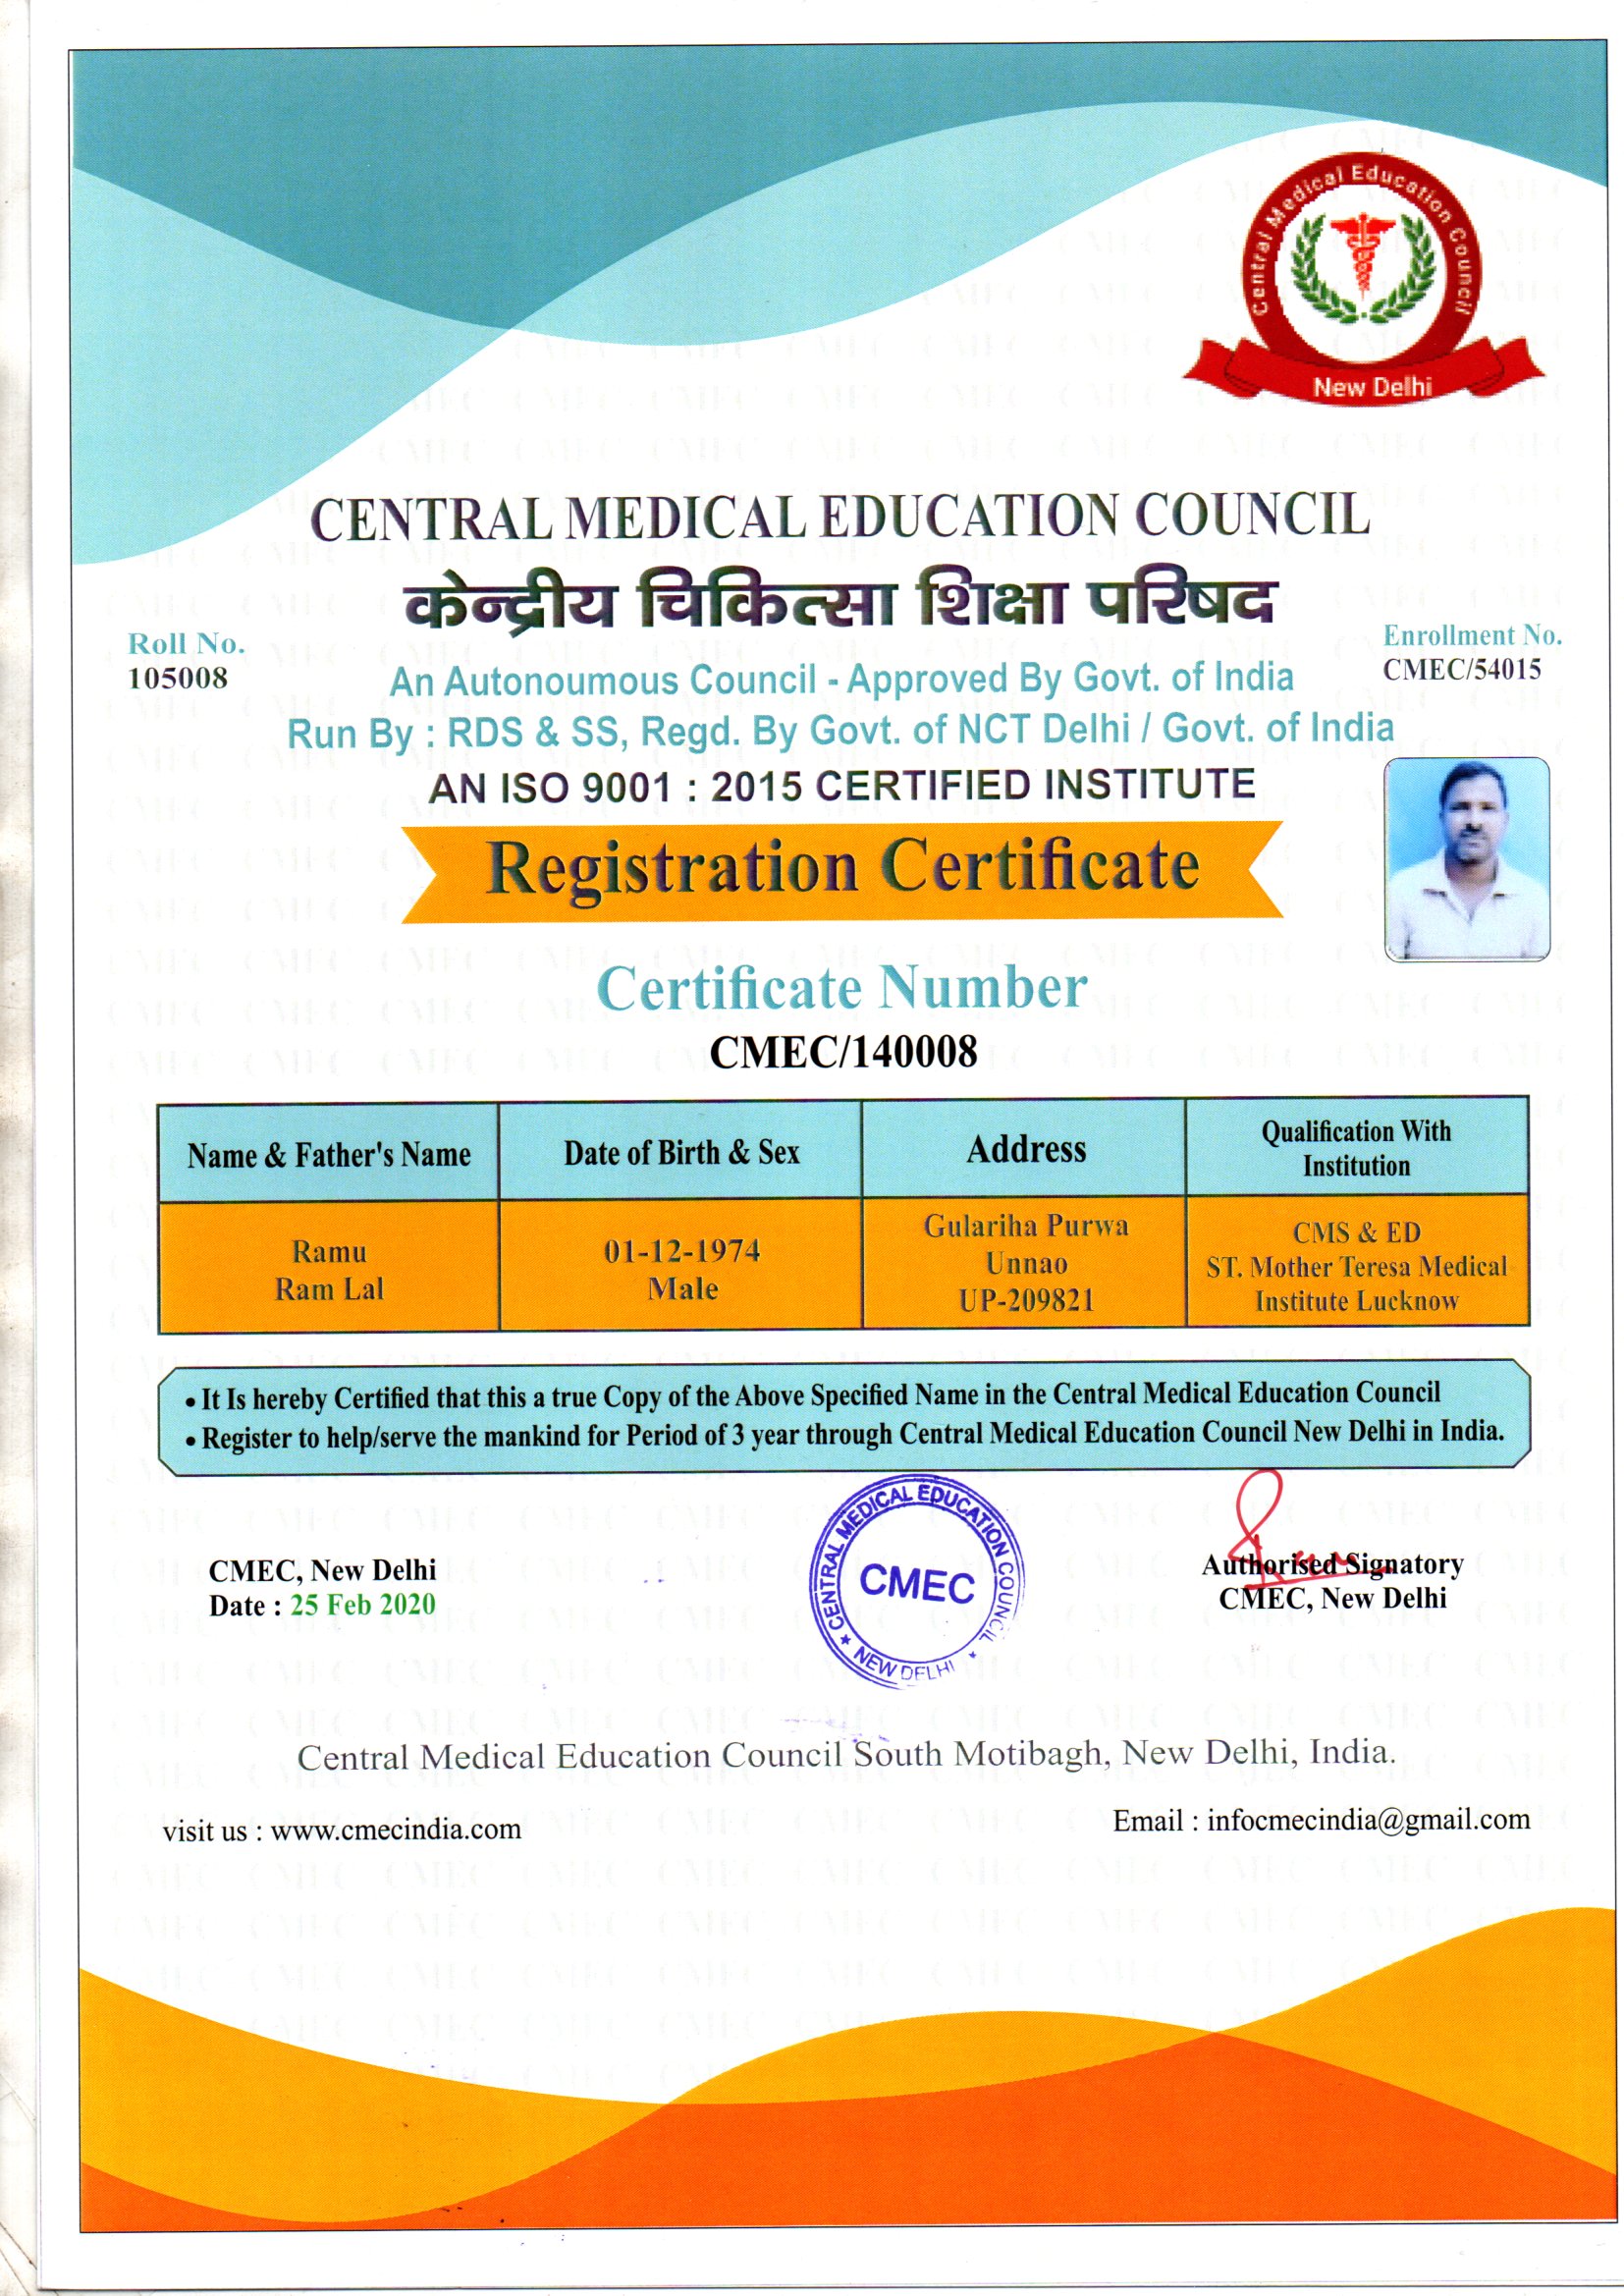 Central Medical Education Council
New Delhi
CENTRAL MEDICAL EDUCATION COUNCIL
केन्द्रीय चिकित्सा शिक्षा परिषद
Roll No.
105008
Enrollment No.
CMEC/54015
An Autonoumous Council - Approved By Govt. of India
Run By : RDS & SS, Regd. By Govt. of NCT Delhi / Govt. of India
AN ISO 9001 : 2015 CERTIFIED INSTITUTE
Registration Certificate
Certificate Number
CMEC/140008
Name & Father's Name
Date of Birth & Sex
Address
Qualification With
Institution
Ramu
Ram Lal
01-12-1974
Male
Gulariha Purwa
Unnao
UP-209821
CMS & ED
ST. Mother Teresa Medical
Institute Lucknow
• It Is hereby Certified that this a true Copy of the Above Specified Name in the Central Medical Education Council
• Register to help/serve the mankind for Period of 3 year through Central Medical Education Council New Delhi in India.
CMEC, New Delhi
Date : 25 Feb 2020
CENTRAL MEDICAL EDUCATION COUNCIL
CMEC
★ NEW DELHI ★
Authorised Signatory
CMEC, New Delhi
Central Medical Education Council South Motibagh, New Delhi, India.
visit us : www.cmecindia.com
Email : infocmecindia@gmail.com